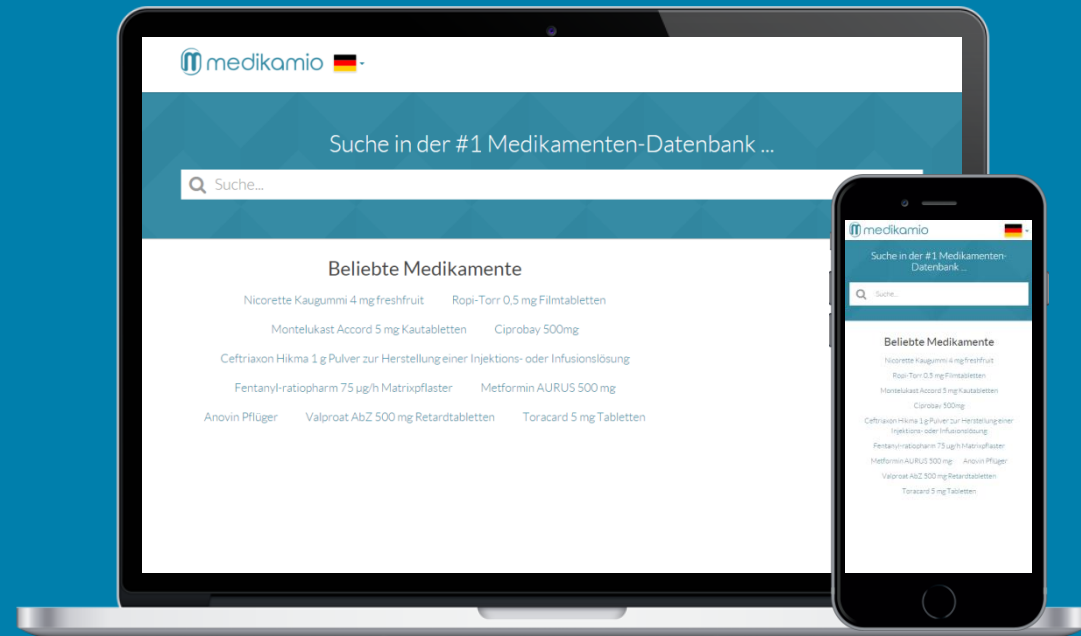 medikamio
Suche in der #1 Medikamenten-Datenbank ...
Suche...
Beliebte Medikamente
Nicorette Kaugummi 4 mg freshfruit Ropi-Torr 0,5 mg Filmtabletten
Montelukast Accord 5 mg Kautabletten Ciprobay 500mg
Ceftriaxon Hikma 1 g Pulver zur Herstellung einer Injektions- oder Infusionslösung
Fentanyl-ratiopharm 75 µg/h Matrixpflaster Metformin AURUS 500 mg
Anovin Pflüger Valproat AbZ 500 mg Retardtabletten Toracard 5 mg Tabletten
medikamio
Suche in der #1 Medikamenten-
Datenbank ...
Suche...
Beliebte Medikamente
Nicorette Kaugummi 4 mg freshfruit
Ropi-Torr 0,5 mg Filmtabletten
Montelukast Accord 5 mg Kautabletten
Ciprobay 500mg
Ceftriaxon Hikma 1 g Pulver zur Herstellung einer
Injektions- oder Infusionslösung
Fentanyl-ratiopharm 75 µg/h Matrixpflaster
Metformin AURUS 500 mg Anovin Pflüger
Valproat AbZ 500 mg Retardtabletten
Toracard 5 mg Tabletten